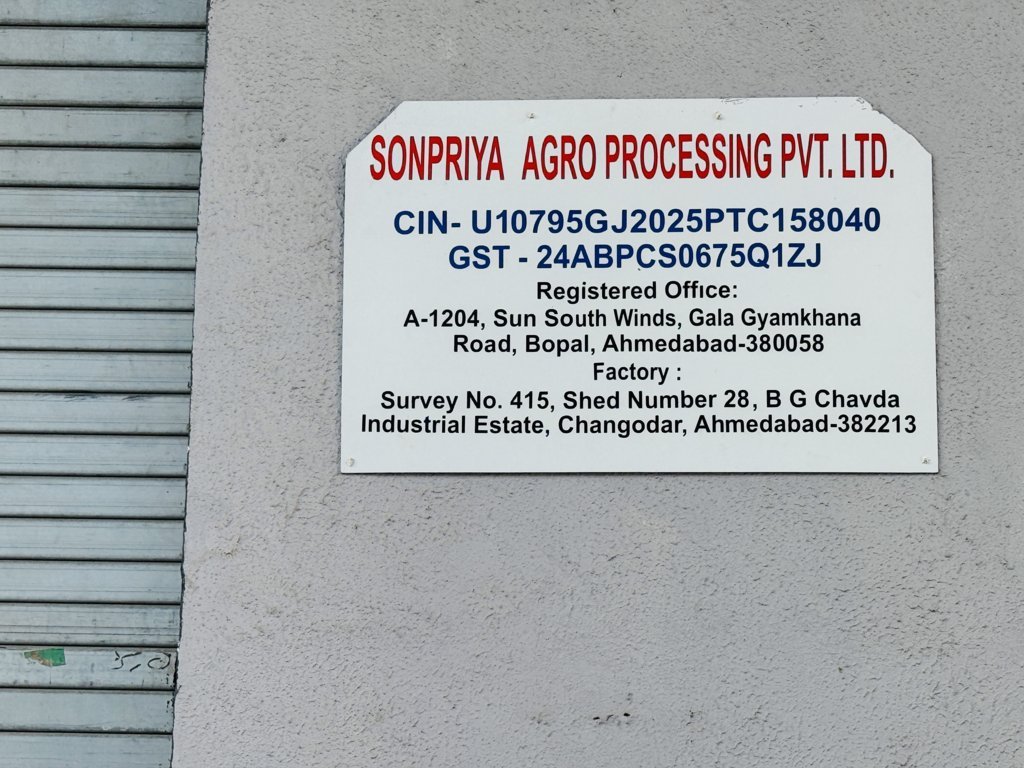 SONPRIYA AGRO PROCESSING PVT. LTD.
CIN- U10795GJ2025PTC158040
GST - 24ABPCS0675Q1ZJ
Registered Office:
A-1204, Sun South Winds, Gala Gyamkhana
Road, Bopal, Ahmedabad-380058
Factory :
Survey No. 415, Shed Number 28, B G Chavda
Industrial Estate, Changodar, Ahmedabad-382213